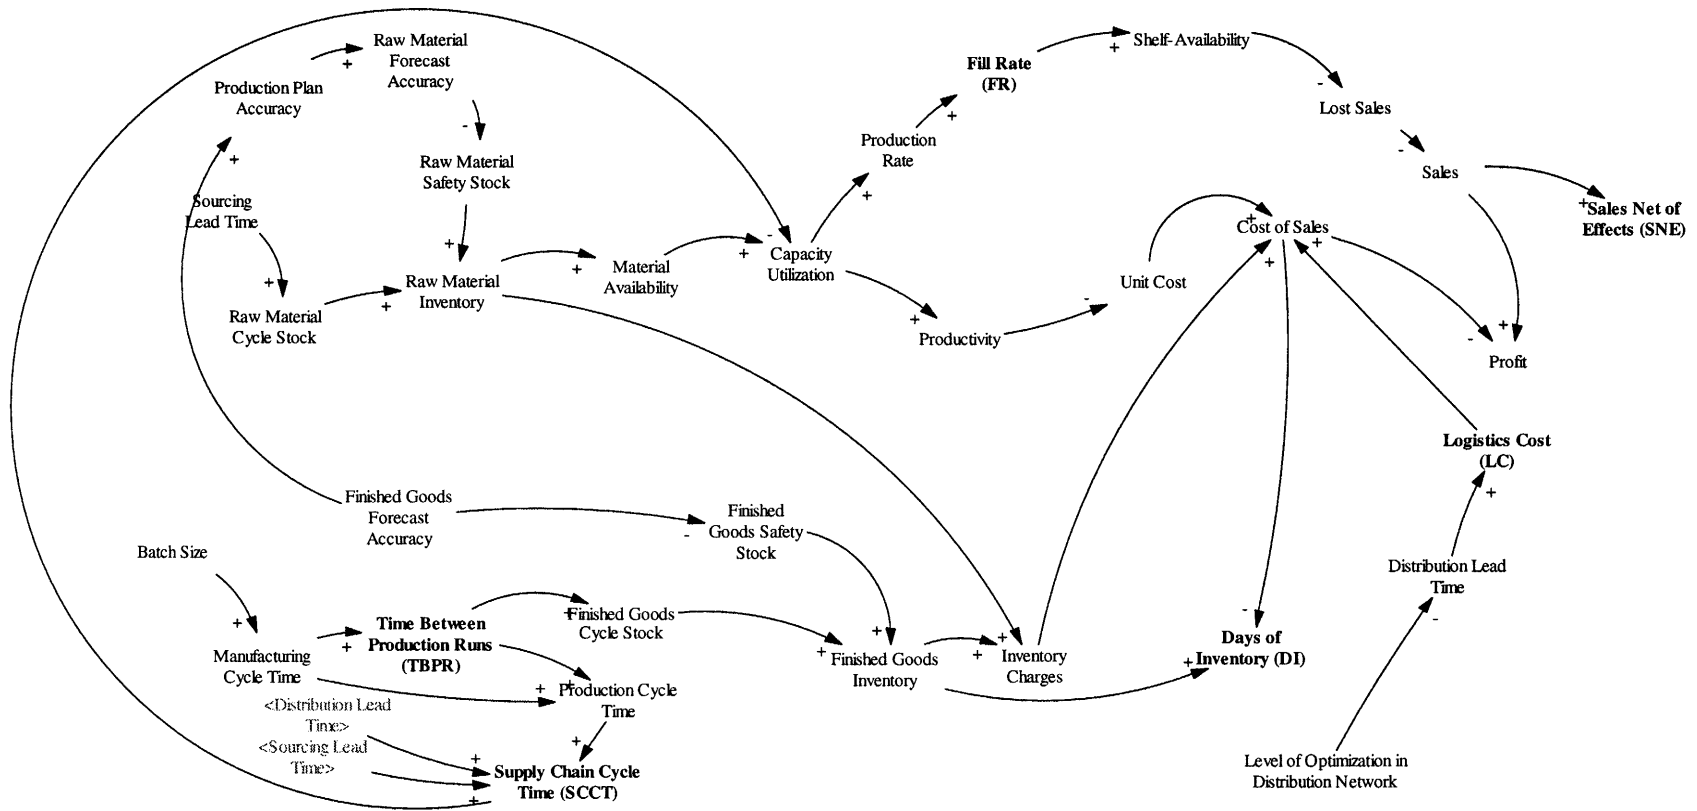 Raw Material
Forecast
Accuracy
+
Production Plan
Accuracy
+
-
Raw Material
Safety Stock
Sourcing
Lead Time
+
+
Raw Material
Cycle Stock
+
Raw Material
Inventory
+
Material
Availability
+
-
Capacity
Utilization
+
Production
Rate
+
Fill Rate
(FR)
+
Shelf-Availability
-
Lost Sales
-
Sales
+
Sales Net of
Effects (SNE)
+
Cost of Sales
+
+
Unit Cost
-
+
Productivity
+
-
Profit
Logistics Cost
(LC)
+
Distribution Lead
Time
-
Level of Optimization in
Distribution Network
Finished Goods
Forecast
Accuracy
-
Finished
Goods Safety
Stock
Batch Size
+
Manufacturing
Cycle Time
+
Time Between
Production Runs
(TBPR)
+
Finished Goods
Cycle Stock
+
+
Finished Goods
Inventory
+
+
Inventory
Charges
-
+
Days of
Inventory (DI)
+
+
Production Cycle
Time
<Distribution Lead
Time>
<Sourcing Lead
Time>
+
+
+
Supply Chain Cycle
Time (SCCT)